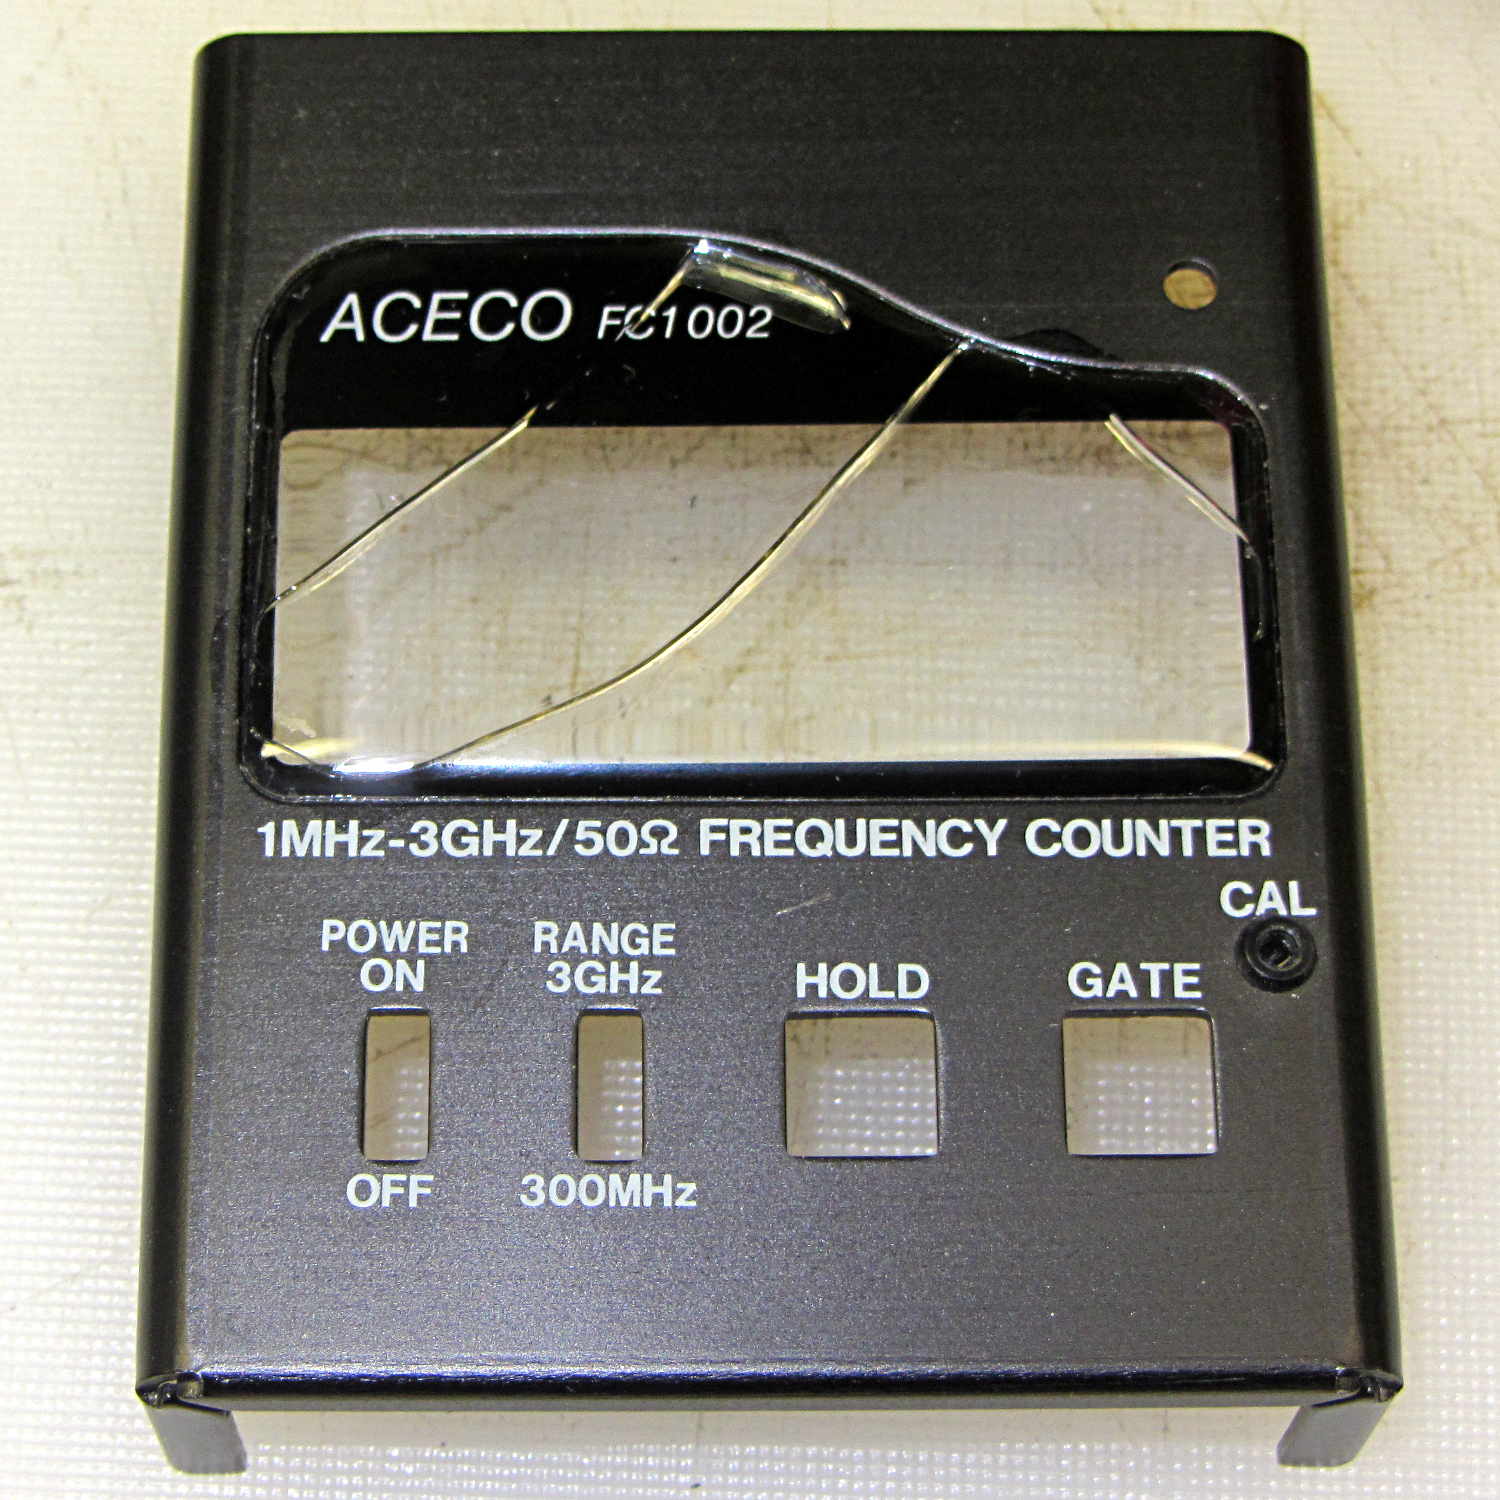 ACECO FC1002
1MHz-3GHz/50Ω FREQUENCY COUNTER
CAL
POWER
ON
RANGE
3GHz
HOLD
GATE
OFF
300MHz